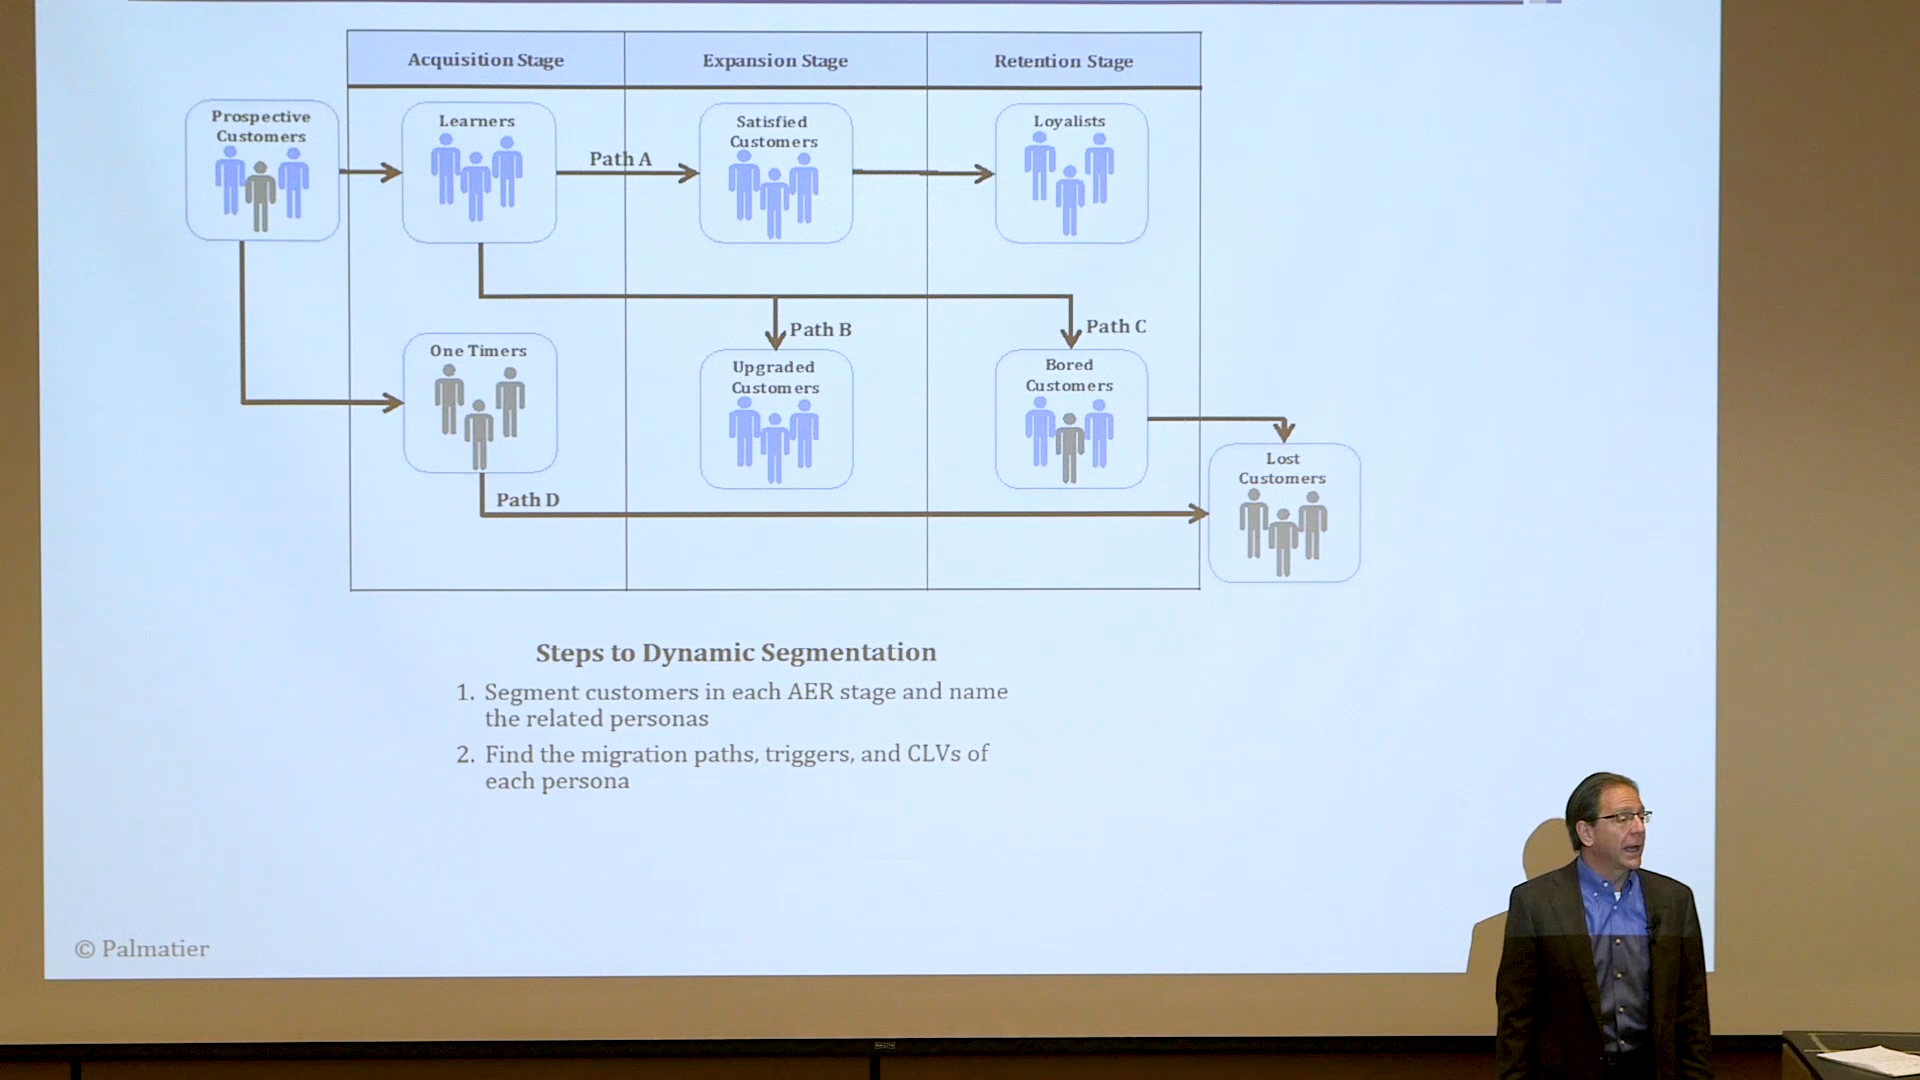 Acquisition Stage
Expansion Stage
Retention Stage
Prospective
Customers
Learners
Path A
Satisfied
Customers
Loyalists
Path B
Path C
One Timers
Upgraded
Customers
Bored
Customers
Path D
Lost
Customers
Steps to Dynamic Segmentation
1. Segment customers in each AER stage and name
the related personas
2. Find the migration paths, triggers, and CLVs of
each persona
© Palmatier